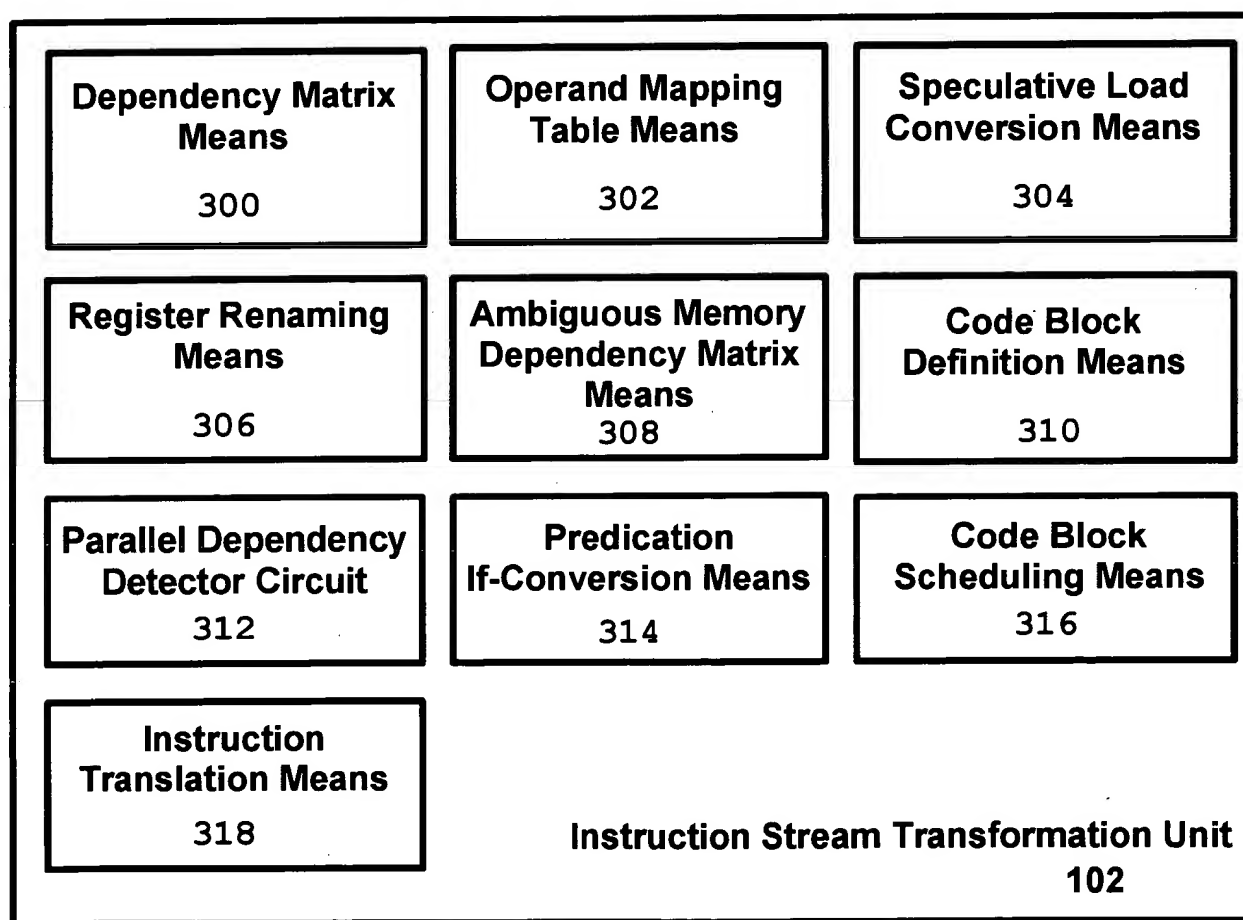 Dependency Matrix
Means
300
Operand Mapping
Table Means
302
Speculative Load
Conversion Means
304
Register Renaming
Means
306
Ambiguous Memory
Dependency Matrix
Means
308
Code Block
Definition Means
310
Parallel Dependency
Detector Circuit
312
Predication
If-Conversion Means
314
Code Block
Scheduling Means
316
Instruction
Translation Means
318
Instruction Stream Transformation Unit
102